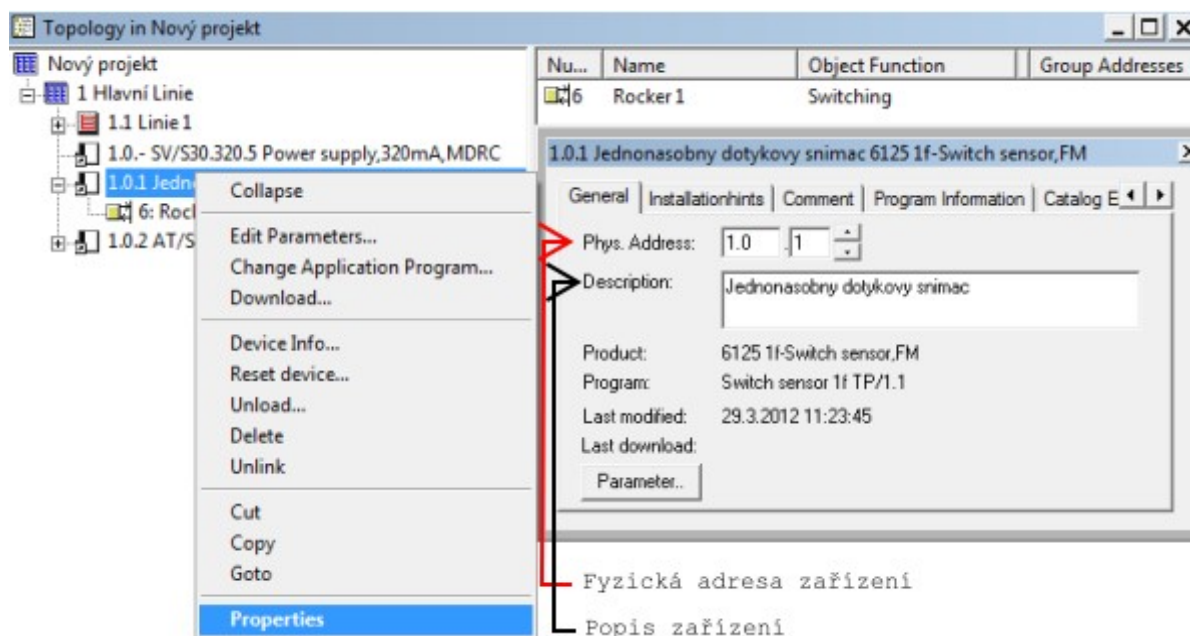 Topology in Nový projekt
Nový projekt
1 Hlavní Linie
1.1 Linie 1
1.0.- SV/S30.320.5 Power supply,320mA,MDRC
1.0.1 Jedn
6: Rock
1.0.2 AT/S
Collapse
Edit Parameters...
Change Application Program...
Download...
Device Info...
Reset device...
Unload...
Delete
Unlink
Cut
Copy
Goto
Properties
Nu... Name Object Function Group Addresses
6 Rocker 1 Switching
1.0.1 Jednonasobny dotykovy snimac 6125 1f-Switch sensor,FM
General Installationhints Comment Program Information Catalog E
Phys. Address: 1.0 .1
Description: Jednonasobny dotykovy snimac
Product: 6125 1f-Switch sensor,FM
Program: Switch sensor 1f TP/1.1
Last modified: 29.3.2012 11:23:45
Last download:
Parameter..
Fyzická adresa zařízení
Popis zařízení